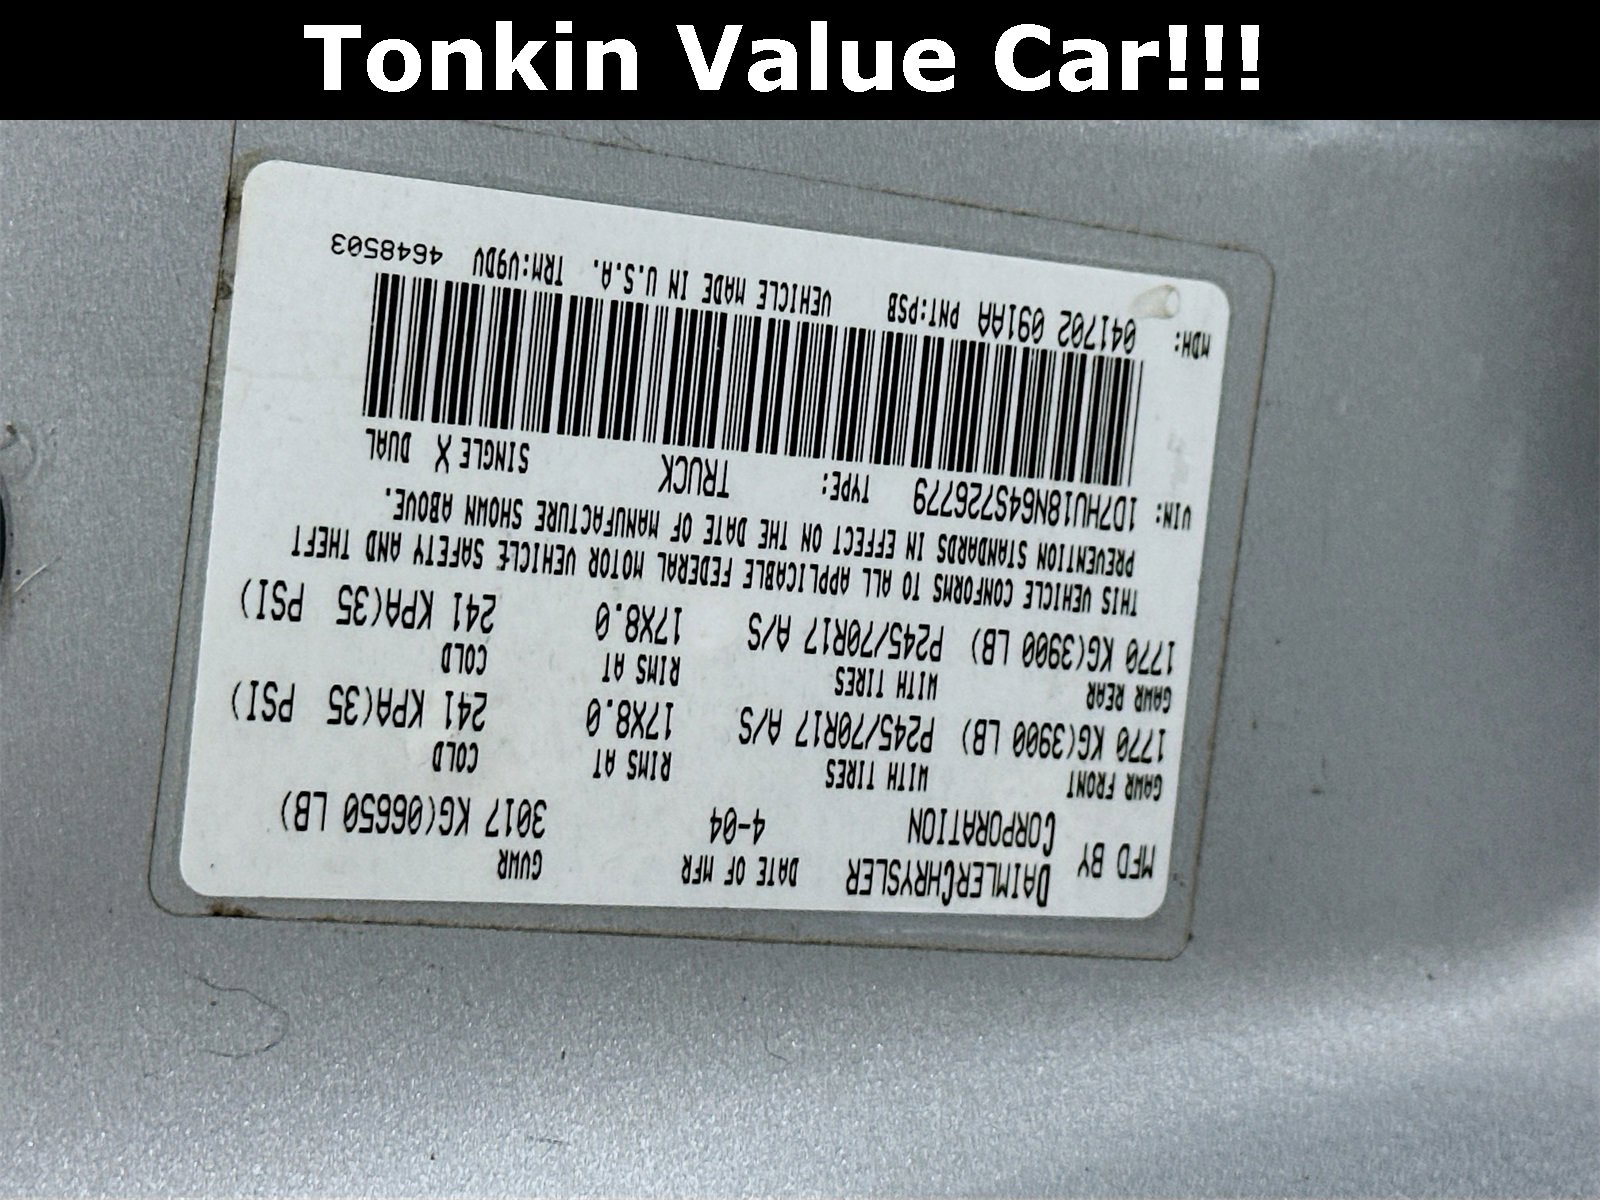 Tonkin Value Car!!!
MFD BY DAIMLERCHRYSLER CORPORATION DATE OF MFR 4-04 GVWR 3017 KG(06650 LB)
GAWR FRONT WITH TIRES RIMS AT COLD
1770 KG(3900 LB) P245/70R17 A/S 17X8.0 241 KPA(35 PSI)
GAWR REAR WITH TIRES RIMS AT COLD
1770 KG(3900 LB) P245/70R17 A/S 17X8.0 241 KPA(35 PSI)
THIS VEHICLE CONFORMS TO ALL APPLICABLE FEDERAL MOTOR VEHICLE SAFETY AND THEFT
PREVENTION STANDARDS IN EFFECT ON THE DATE OF MANUFACTURE SHOWN ABOVE.
VIN: 1D7HU18N64S726779 TYPE: TRUCK SINGLE X DUAL
MDH: 041702 091AA PNT:PSB VEHICLE MADE IN U.S.A. TRM:V9DV 4648503